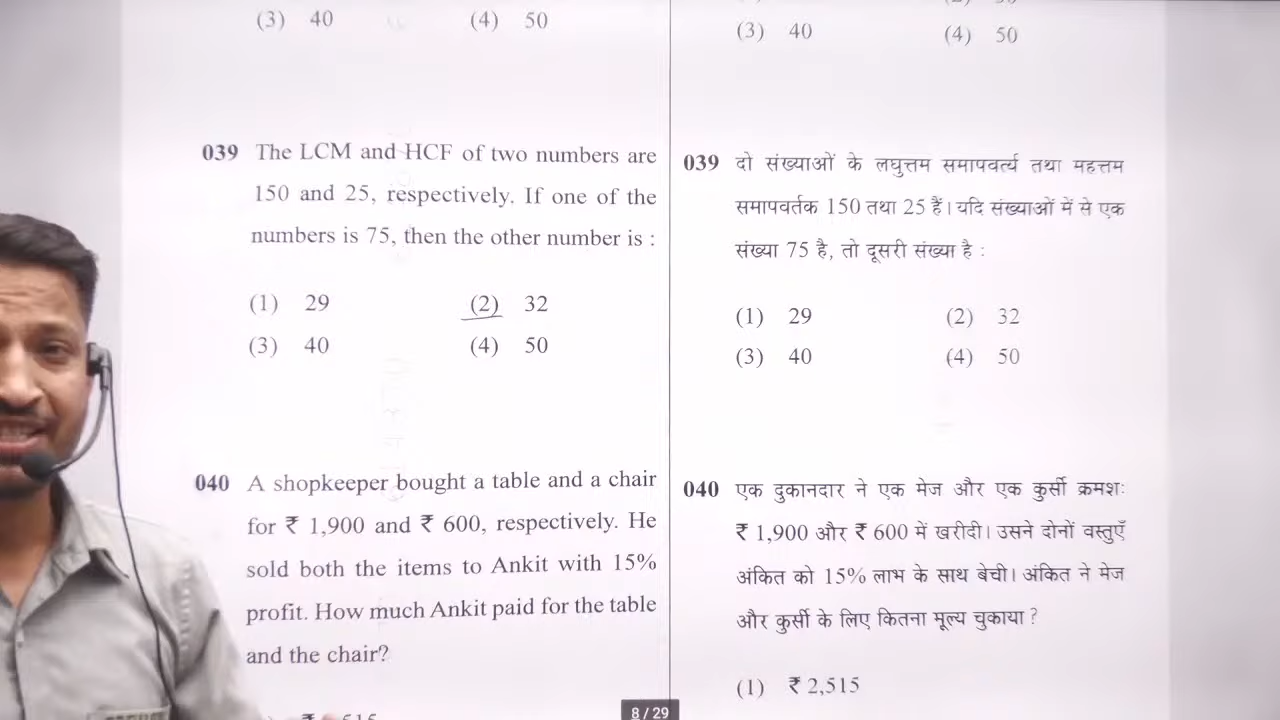 (3) 40 (4) 50
039 The LCM and HCF of two numbers are
150 and 25, respectively. If one of the
numbers is 75, then the other number is :
(1) 29 (2) 32
(3) 40 (4) 50
040 A shopkeeper bought a table and a chair
for ₹ 1,900 and ₹ 600, respectively. He
sold both the items to Ankit with 15%
profit. How much Ankit paid for the table
and the chair?
(3) 40 (4) 50
039 दो संख्याओं के लघुत्तम समापवर्त्य तथा महत्तम
समापवर्तक 150 तथा 25 हैं। यदि संख्याओं में से एक
संख्या 75 है, तो दूसरी संख्या है :
(1) 29 (2) 32
(3) 40 (4) 50
040 एक दुकानदार ने एक मेज और एक कुर्सी क्रमशः
₹ 1,900 और ₹ 600 में खरीदी। उसने दोनों वस्तुएँ
अंकित को 15% लाभ के साथ बेची। अंकित ने मेज
और कुर्सी के लिए कितना मूल्य चुकाया ?
(1) ₹ 2,515
8 / 29